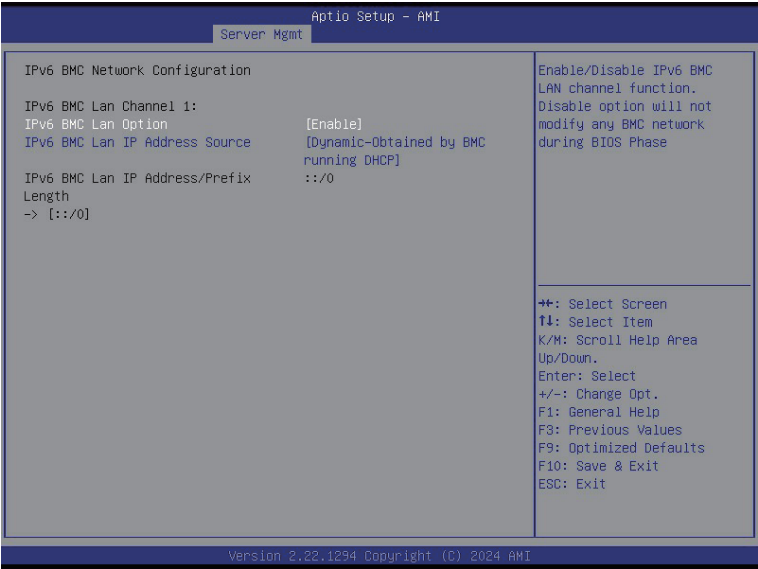 Aptio Setup – AMI
Server Mgmt
IPv6 BMC Network Configuration
IPv6 BMC Lan Channel 1:
IPv6 BMC Lan Option [Enable]
IPv6 BMC Lan IP Address Source [Dynamic-Obtained by BMC
running DHCP]
IPv6 BMC Lan IP Address/Prefix ::/0
Length
-> [::/0]
Enable/Disable IPv6 BMC
LAN channel function.
Disable option will not
modify any BMC network
during BIOS Phase
→←: Select Screen
↑↓: Select Item
K/M: Scroll Help Area
Up/Down.
Enter: Select
+/-: Change Opt.
F1: General Help
F3: Previous Values
F9: Optimized Defaults
F10: Save & Exit
ESC: Exit
Version 2.22.1294 Copyright (C) 2024 AMI